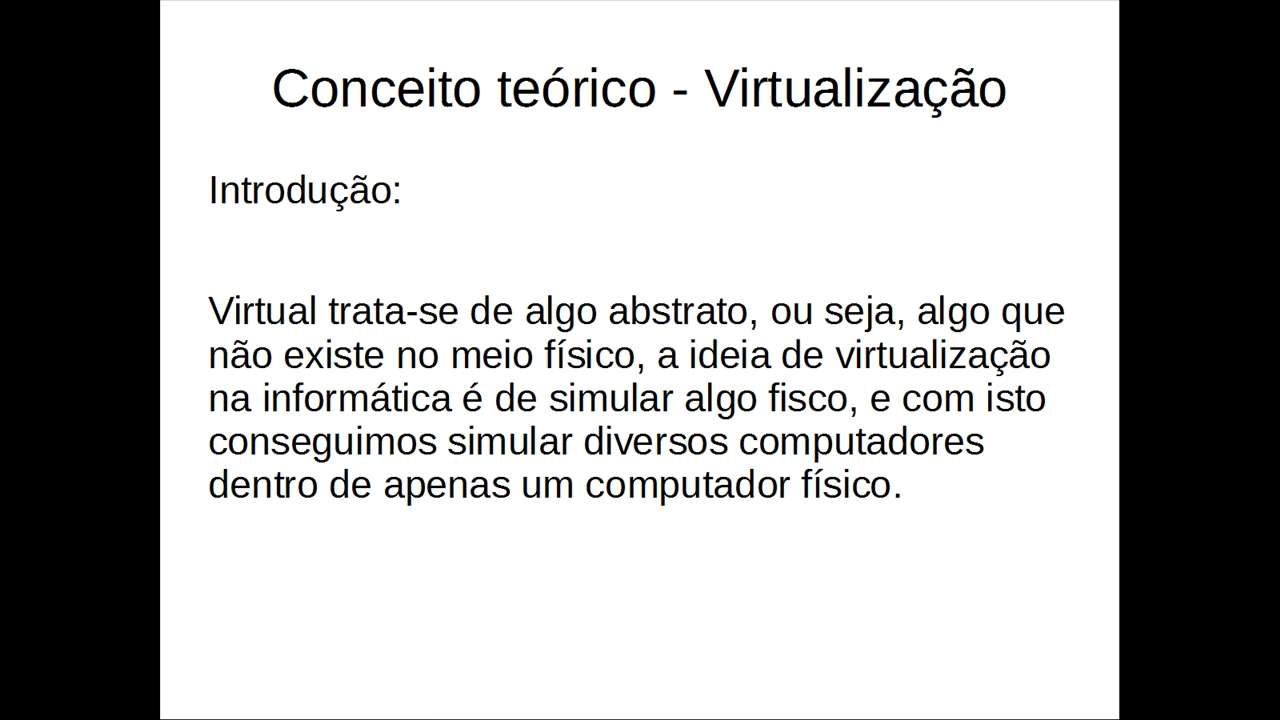 Conceito teórico - Virtualização
Introdução:
Virtual trata-se de algo abstrato, ou seja, algo que
não existe no meio físico, a ideia de virtualização
na informática é de simular algo fisco, e com isto
conseguimos simular diversos computadores
dentro de apenas um computador físico.